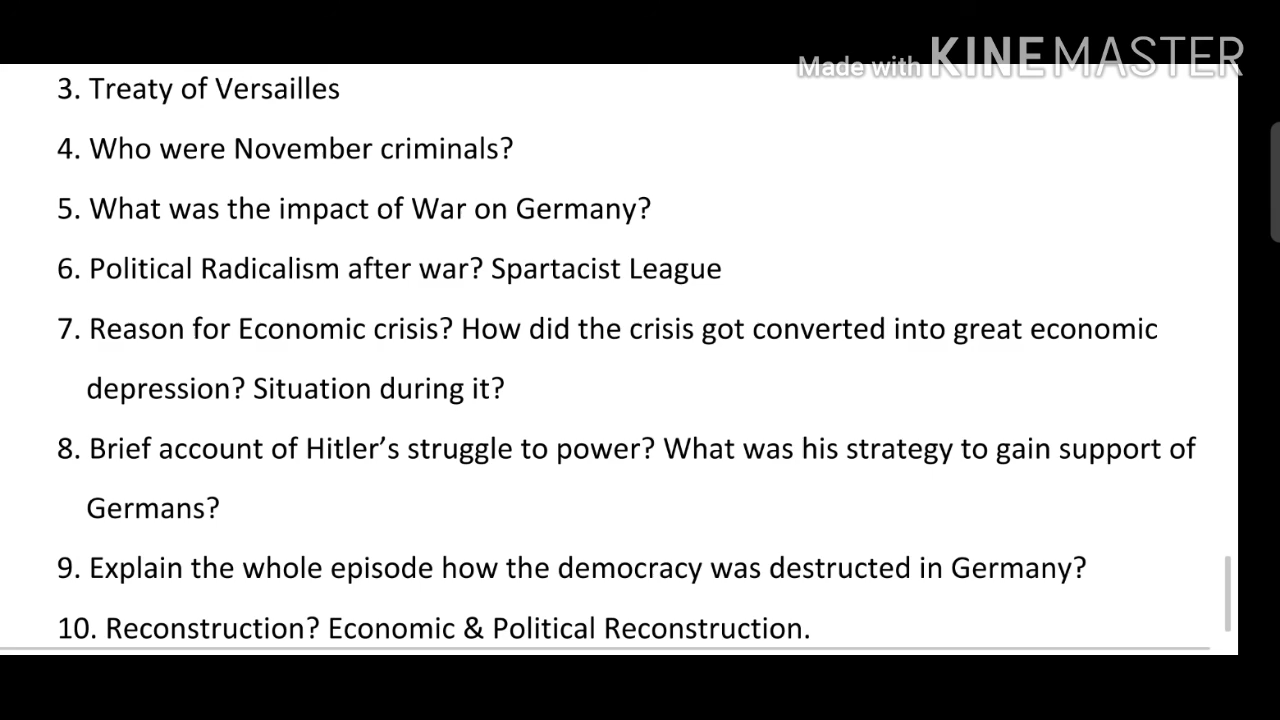 Made with KINEMASTER
3. Treaty of Versailles
4. Who were November criminals?
5. What was the impact of War on Germany?
6. Political Radicalism after war? Spartacist League
7. Reason for Economic crisis? How did the crisis got converted into great economic
depression? Situation during it?
8. Brief account of Hitler’s struggle to power? What was his strategy to gain support of
Germans?
9. Explain the whole episode how the democracy was destructed in Germany?
10. Reconstruction? Economic & Political Reconstruction.